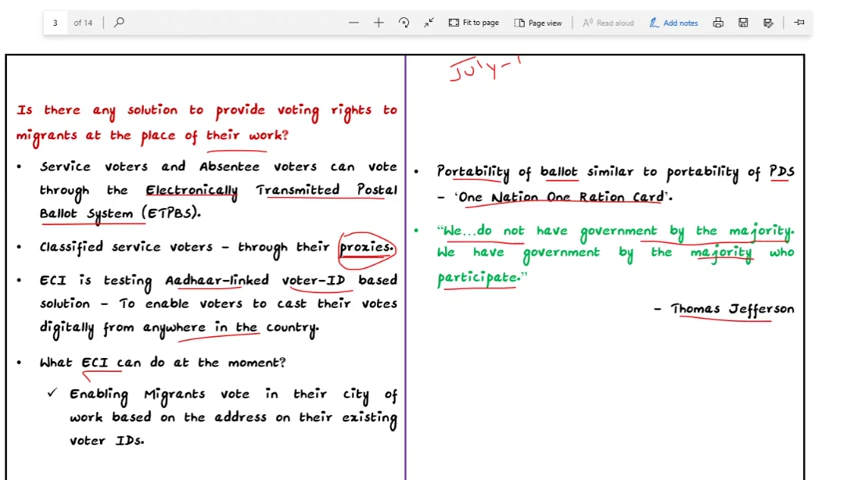 3 of 14
Fit to page
Page view
Read aloud
Add notes
Is there any solution to provide voting rights to
migrants at the place of their work?
• Service voters and Absentee voters can vote
through the Electronically Transmitted Postal
Ballot System (ETPBS).
• Classified service voters – through their proxies.
• ECI is testing Aadhaar-linked voter-ID based
solution – To enable voters to cast their votes
digitally from anywhere in the country.
• What ECI can do at the moment?
✓ Enabling Migrants vote in their city of
work based on the address on their existing
voter IDs.
• Portability of ballot similar to portability of PDS
– 'One Nation One Ration Card'.
• "We...do not have government by the majority.
We have government by the majority who
participate."
– Thomas Jefferson